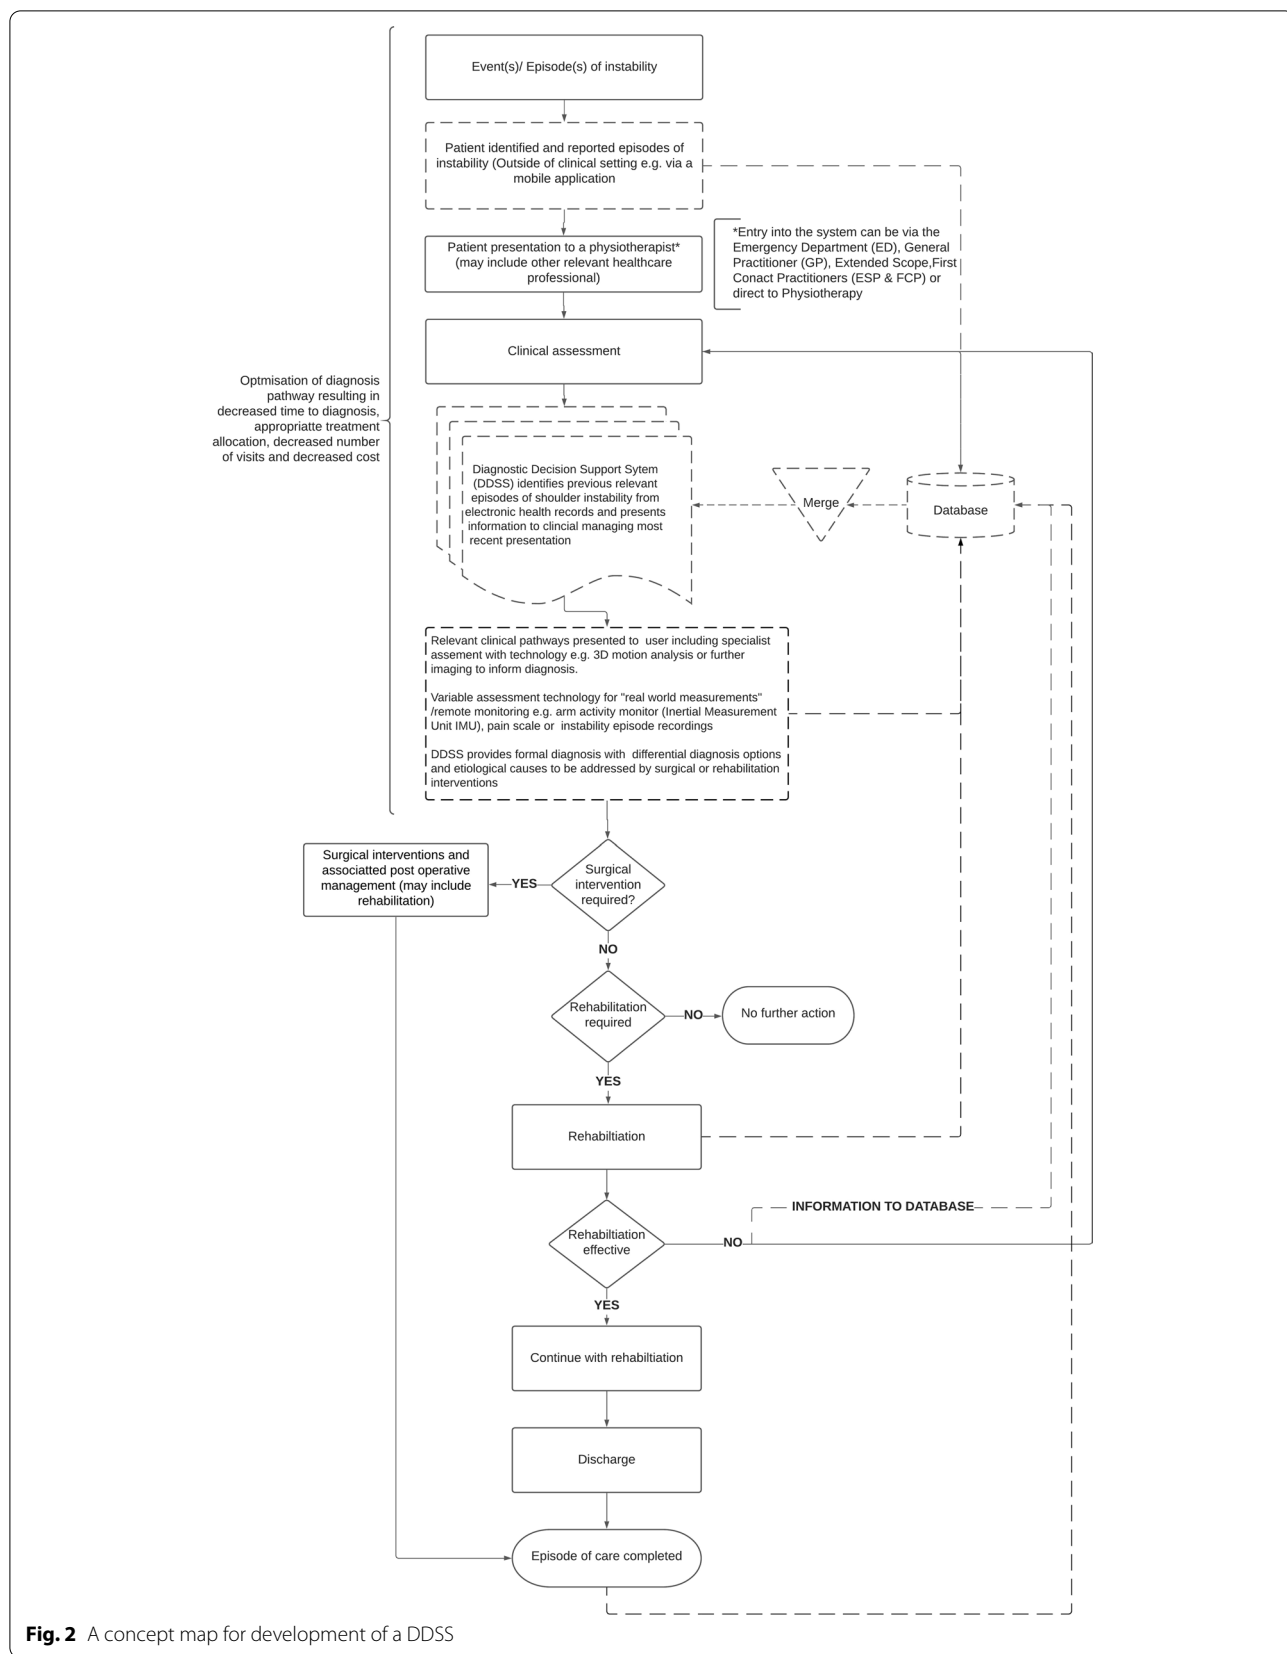 Event(s)/ Episode(s) of instability
Patient identified and reported episodes of
instability (Outside of clinical setting e.g. via a
mobile application
Patient presentation to a physiotherapist*
(may include other relevant healthcare
professional)
*Entry into the system can be via the
Emergency Department (ED), General
Practitioner (GP), Extended Scope,First
Conact Practitioners (ESP & FCP) or
direct to Physiotherapy
Clinical assessment
Optmisation of diagnosis
pathway resulting in
decreased time to diagnosis,
appropriatte treatment
allocation, decreased number
of visits and decreased cost
Diagnostic Decision Support Sytem
(DDSS) identifies previous relevant
episodes of shoulder instability from
electronic health records and presents
information to clincial managing most
recent presentation
Merge
Database
Relevant clinical pathways presented to user including specialist
assement with technology e.g. 3D motion analysis or further
imaging to inform diagnosis.
Variable assessment technology for "real world measurements"
/remote monitoring e.g. arm activity monitor (Inertial Measurement
Unit IMU), pain scale or instability episode recordings
DDSS provides formal diagnosis with differential diagnosis options
and etiological causes to be addressed by surgical or rehabilitation
interventions
Surgical interventions and
associatted post operative
management (may include
rehabilitation)
YES
Surgical
intervention
required?
NO
Rehabilitation
required
NO
No further action
YES
Rehabiltiation
INFORMATION TO DATABASE
Rehabiltiation
effective
NO
YES
Continue with rehabiltiation
Discharge
Episode of care completed
Fig. 2 A concept map for development of a DDSS